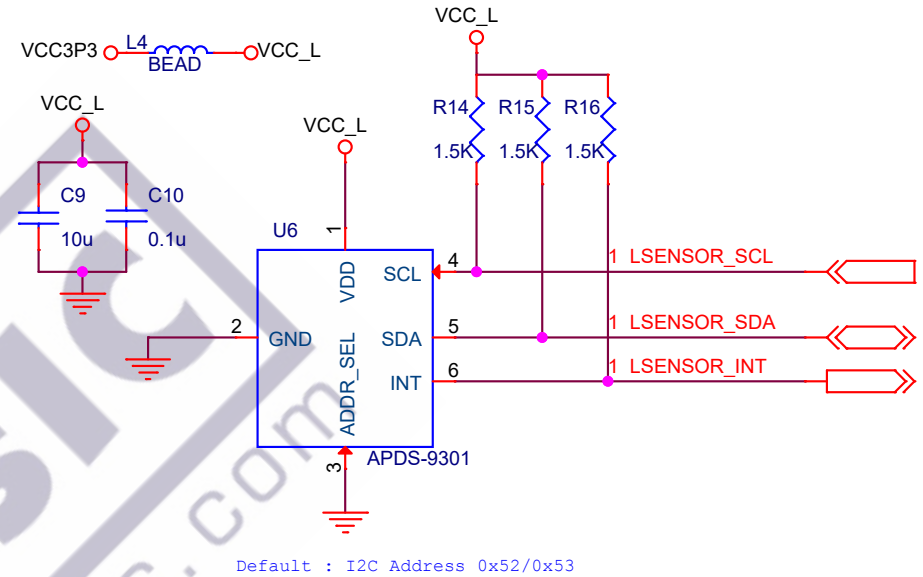 VCC_L
VCC3P3 L4 VCC_L
BEAD
VCC_L
VCC_L
R14 R15 R16
1.5K 1.5K 1.5K
C9 C10
10u 0.1u
U6
1
VDD
SCL 4 1 LSENSOR_SCL
2 GND
SDA 5 1 LSENSOR_SDA
INT 6 1 LSENSOR_INT
ADDR_SEL
3
APDS-9301
Default : I2C Address 0x52/0x53